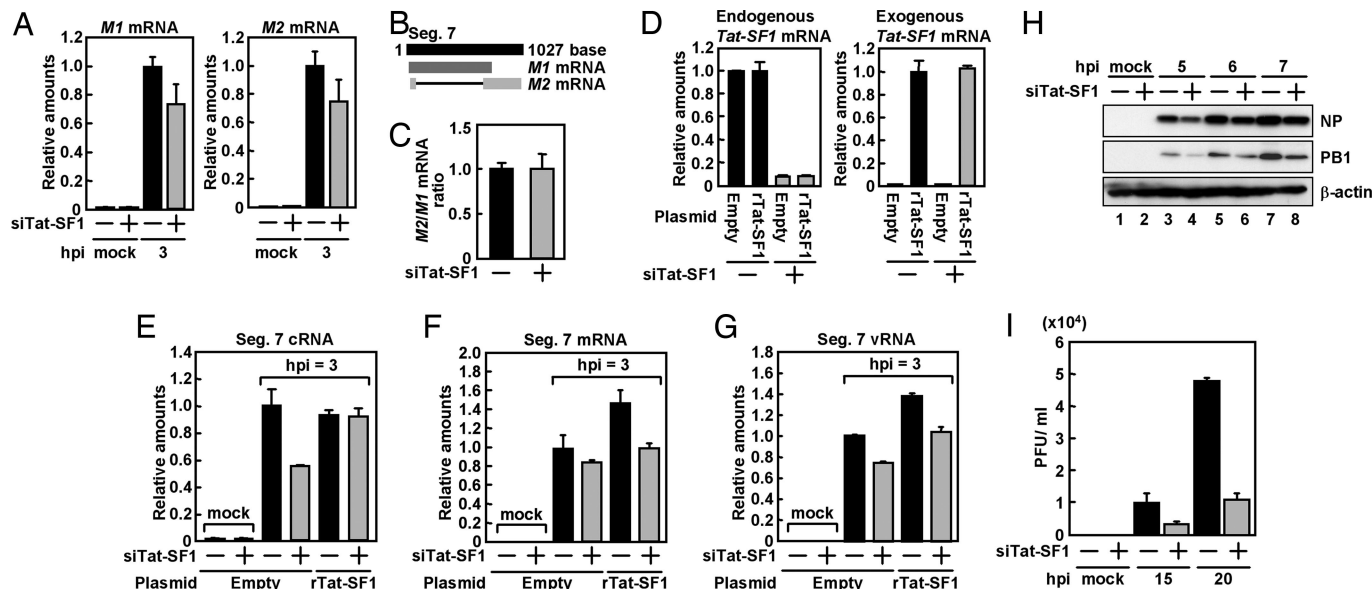 A
M1 mRNA
M2 mRNA
Relative amounts
1.2
1.0
0.8
0.6
0.4
0.2
0
Relative amounts
1.2
1.0
0.8
0.6
0.4
0.2
0
siTat-SF1 — + — + — + — +
hpi mock 3 mock 3
B
Seg. 7
1 1027 base
M1 mRNA
M2 mRNA
C
M2/M1 mRNA
ratio
1.5
1.0
0.5
0
siTat-SF1 — +
D
Endogenous Exogenous
Tat-SF1 mRNA Tat-SF1 mRNA
Relative amounts
1.2
1.0
0.8
0.6
0.4
0.2
0
Relative amounts
1.2
1.0
0.8
0.6
0.4
0.2
0
Plasmid Empty rTat-SF1 Empty rTat-SF1 Empty rTat-SF1 Empty rTat-SF1
siTat-SF1 — + — +
H
hpi mock 5 6 7
siTat-SF1 — + — + — + — +
NP
PB1
β-actin
1 2 3 4 5 6 7 8
E
Seg. 7 cRNA
Relative amounts
1.4
1.2
1.0
0.8
0.6
0.4
0.2
0
hpi = 3
mock
siTat-SF1 — + — + — +
Plasmid Empty rTat-SF1
F
Seg. 7 mRNA
Relative amounts
2.0
1.8
1.6
1.4
1.2
1.0
0.8
0.6
0.4
0.2
0
hpi = 3
mock
siTat-SF1 — + — + — +
Plasmid Empty rTat-SF1
G
Seg. 7 vRNA
Relative amounts
1.8
1.6
1.4
1.2
1.0
0.8
0.6
0.4
0.2
0
hpi = 3
mock
siTat-SF1 — + — + — +
Plasmid Empty rTat-SF1
I
(x10⁴)
PFU/ ml
6
5
4
3
2
1
0
siTat-SF1 — + — + — +
hpi mock 15 20